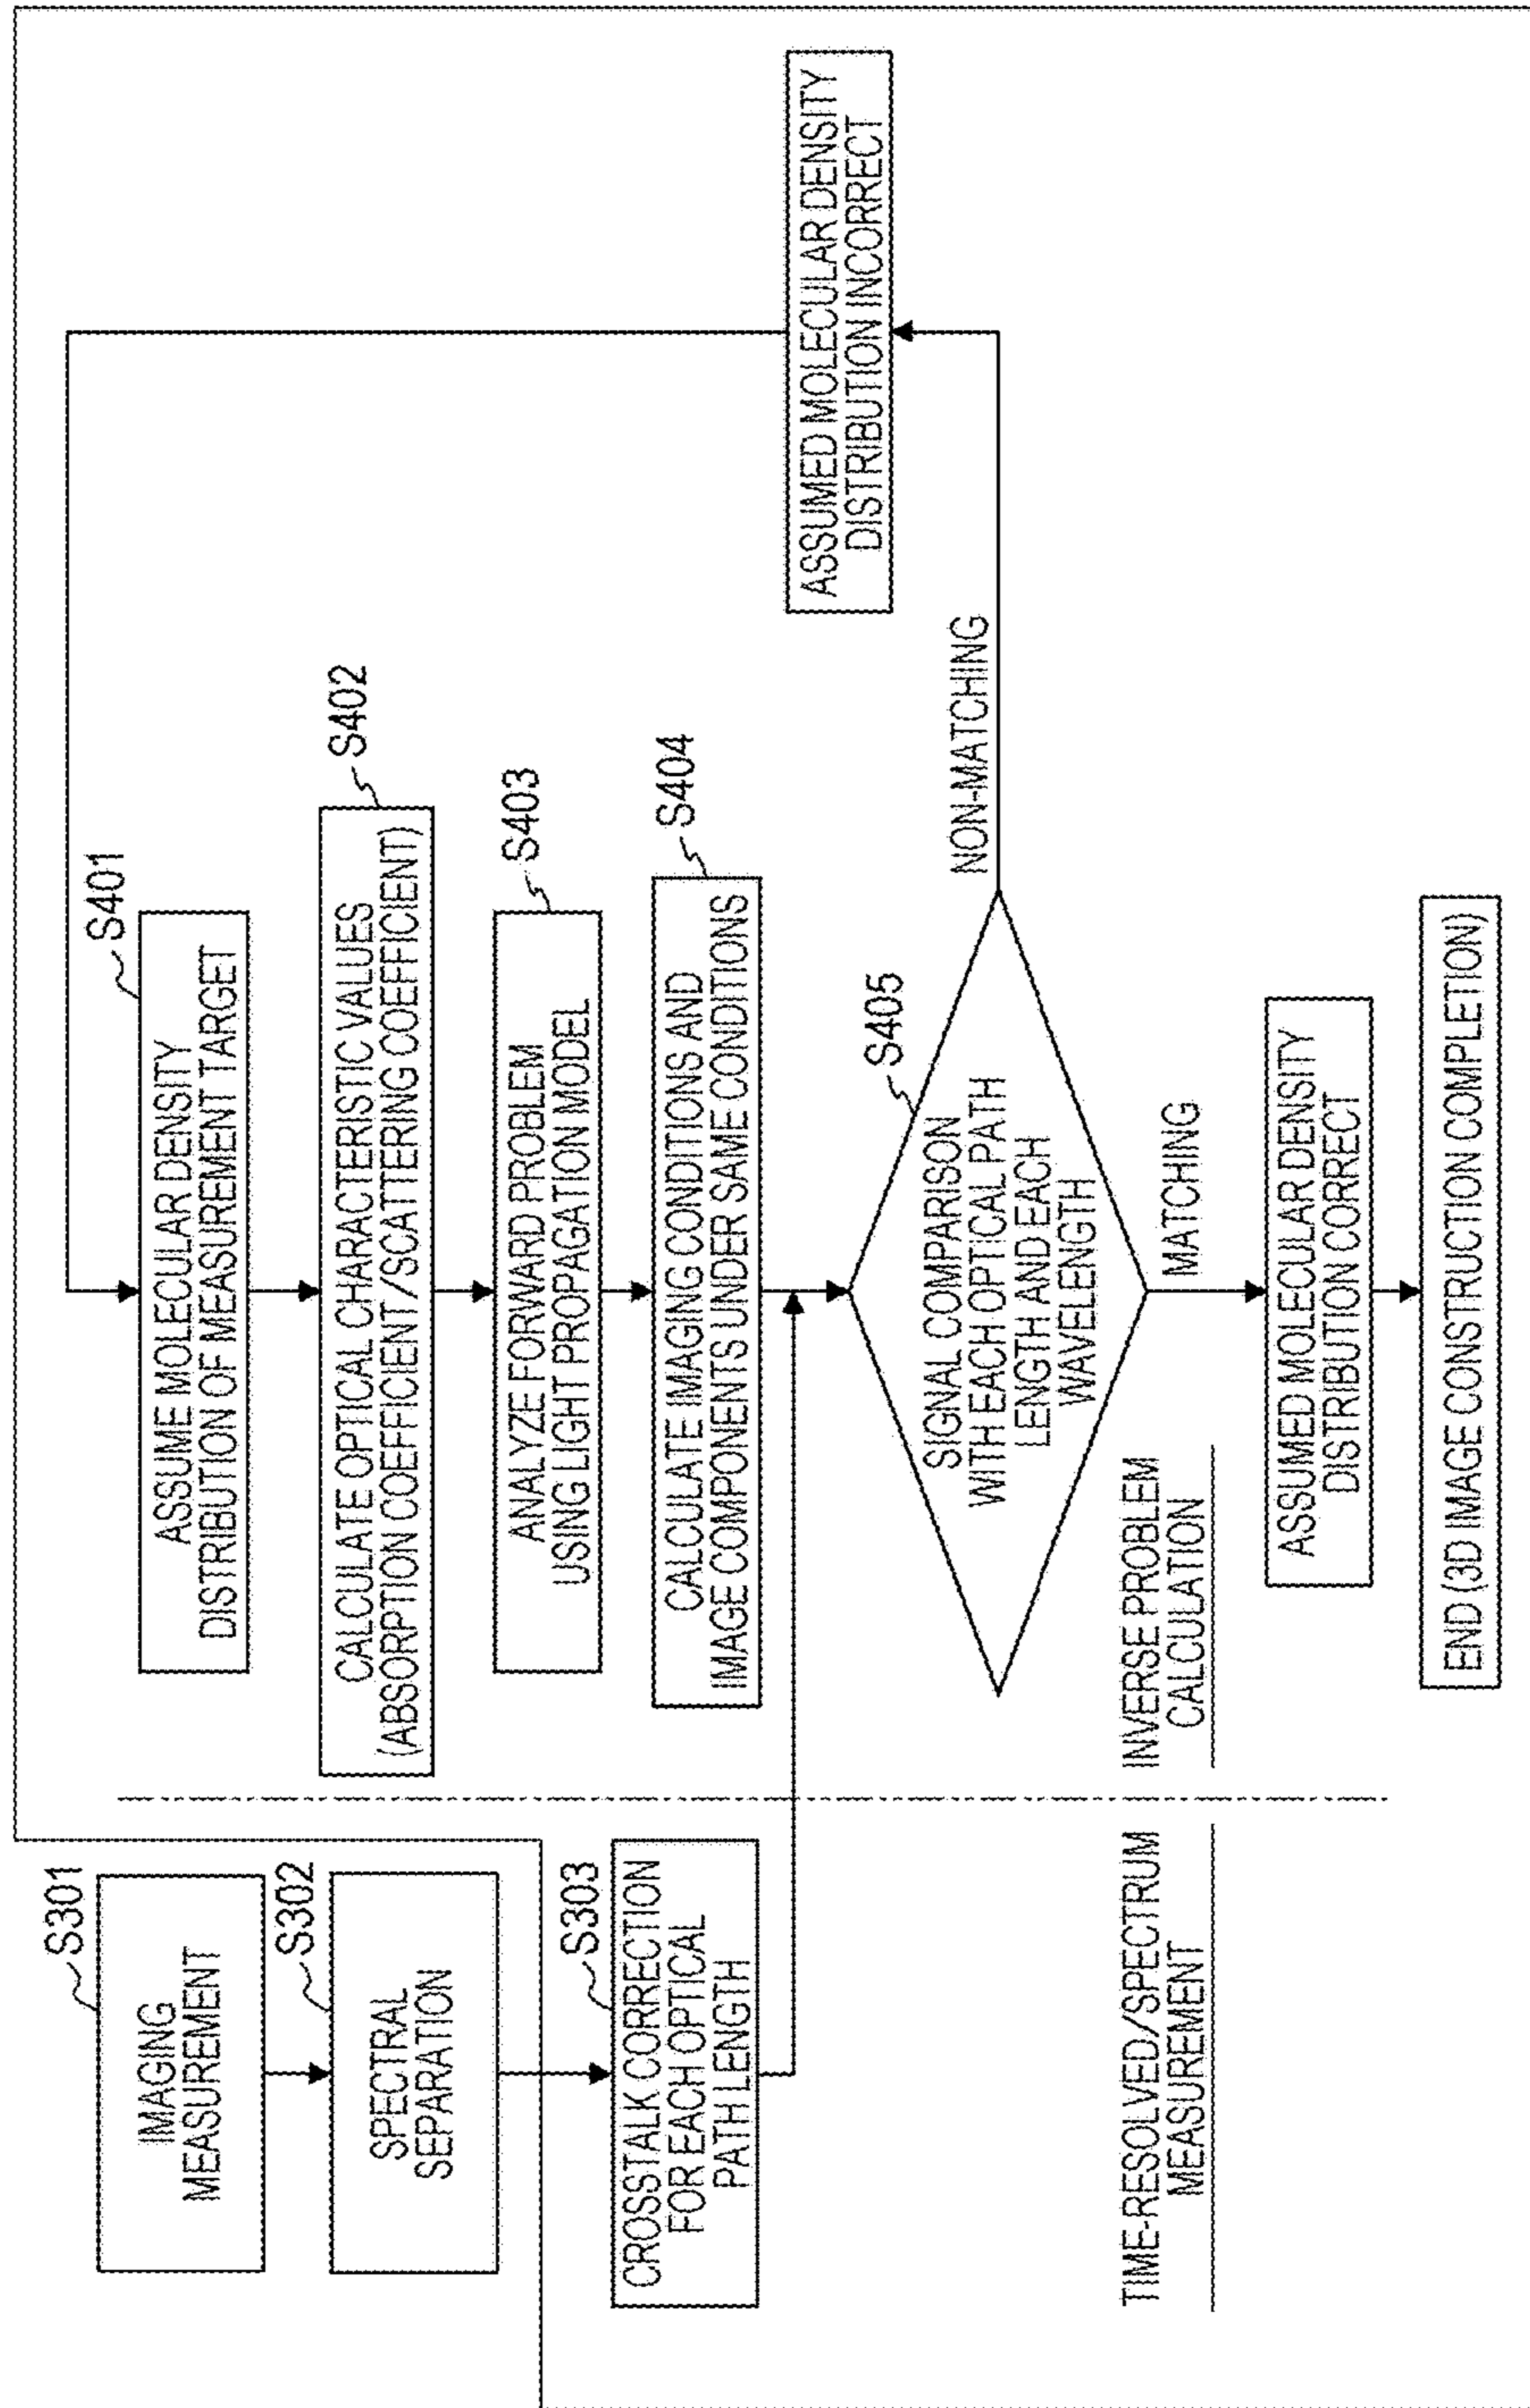 S301
IMAGING
MEASUREMENT
S302
SPECTRAL
SEPARATION
S303
CROSSTALK CORRECTION
FOR EACH OPTICAL
PATH LENGTH
TIME-RESOLVED/SPECTRUM
MEASUREMENT
S401
ASSUME MOLECULAR DENSITY
DISTRIBUTION OF MEASUREMENT TARGET
S402
CALCULATE OPTICAL CHARACTERISTIC VALUES
(ABSORPTION COEFFICIENT/SCATTERING COEFFICIENT)
S403
ANALYZE FORWARD PROBLEM
USING LIGHT PROPAGATION MODEL
S404
CALCULATE IMAGING CONDITIONS AND
IMAGE COMPONENTS UNDER SAME CONDITIONS
S405
SIGNAL COMPARISON
WITH EACH OPTICAL PATH
LENGTH AND EACH
WAVELENGTH
NON-MATCHING
ASSUMED MOLECULAR DENSITY
DISTRIBUTION INCORRECT
MATCHING
INVERSE PROBLEM
CALCULATION
ASSUMED MOLECULAR DENSITY
DISTRIBUTION CORRECT
END (3D IMAGE CONSTRUCTION COMPLETION)